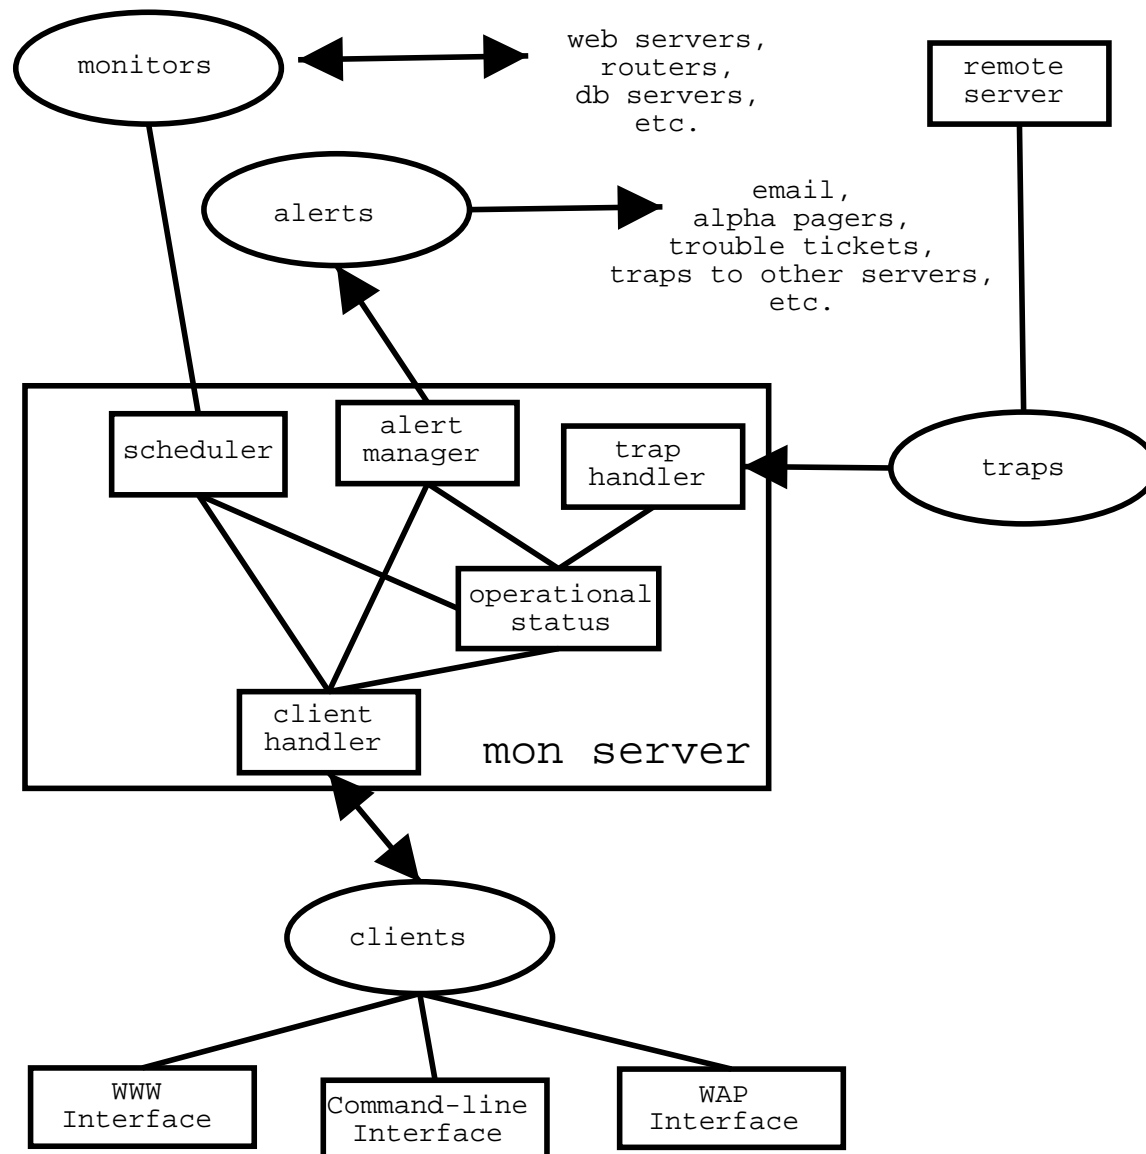 monitors
web servers,
routers,
db servers,
etc.
remote
server
alerts
email,
alpha pagers,
trouble tickets,
traps to other servers,
etc.
scheduler
alert
manager
trap
handler
traps
operational
status
client
handler
mon server
clients
WWW
Interface
Command-line
Interface
WAP
Interface